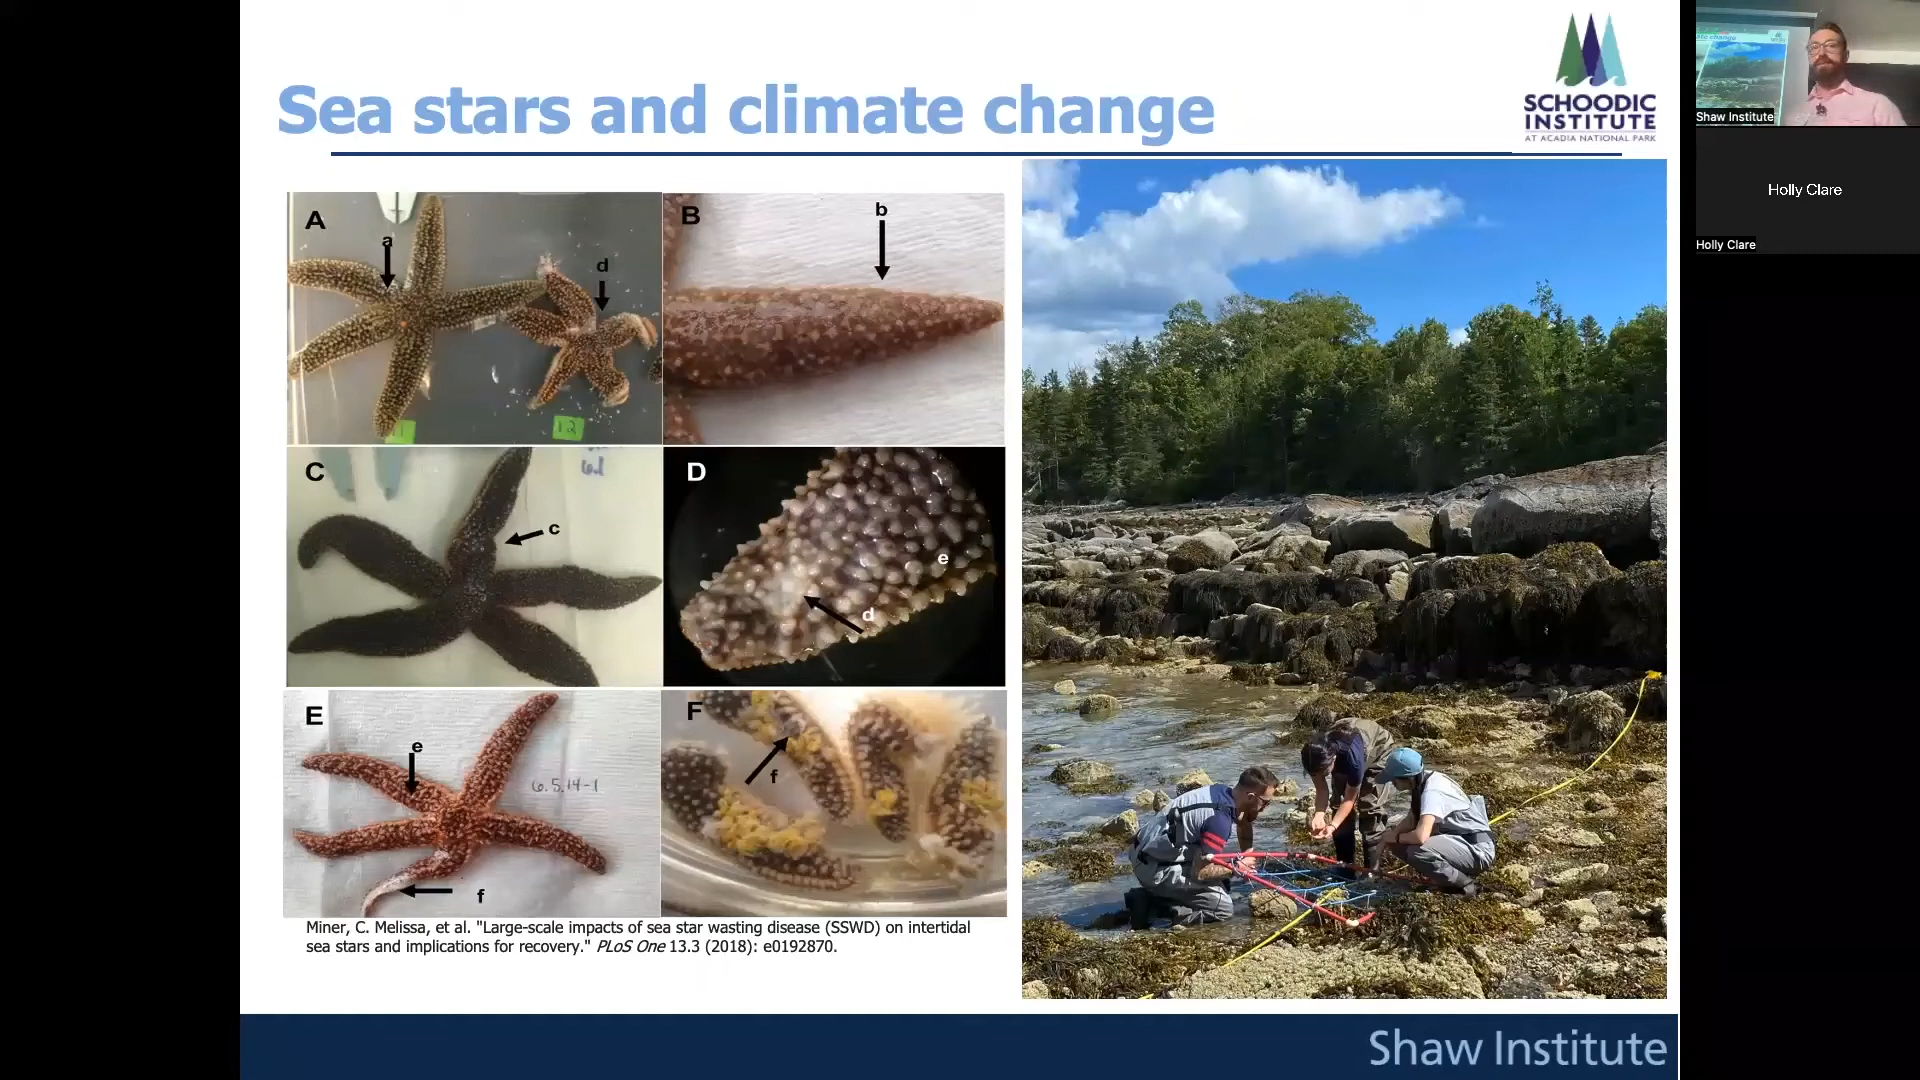 Sea stars and climate change
SCHOODIC
INSTITUTE
AT ACADIA NATIONAL PARK
A
a
d
12
B
b
C
c
D
e
d
E
e
6.5.14-1
f
F
f
Miner, C. Melissa, et al. "Large-scale impacts of sea star wasting disease (SSWD) on intertidal
sea stars and implications for recovery." PLoS One 13.3 (2018): e0192870.
Shaw Institute
Shaw Institute
Holly Clare
Holly Clare